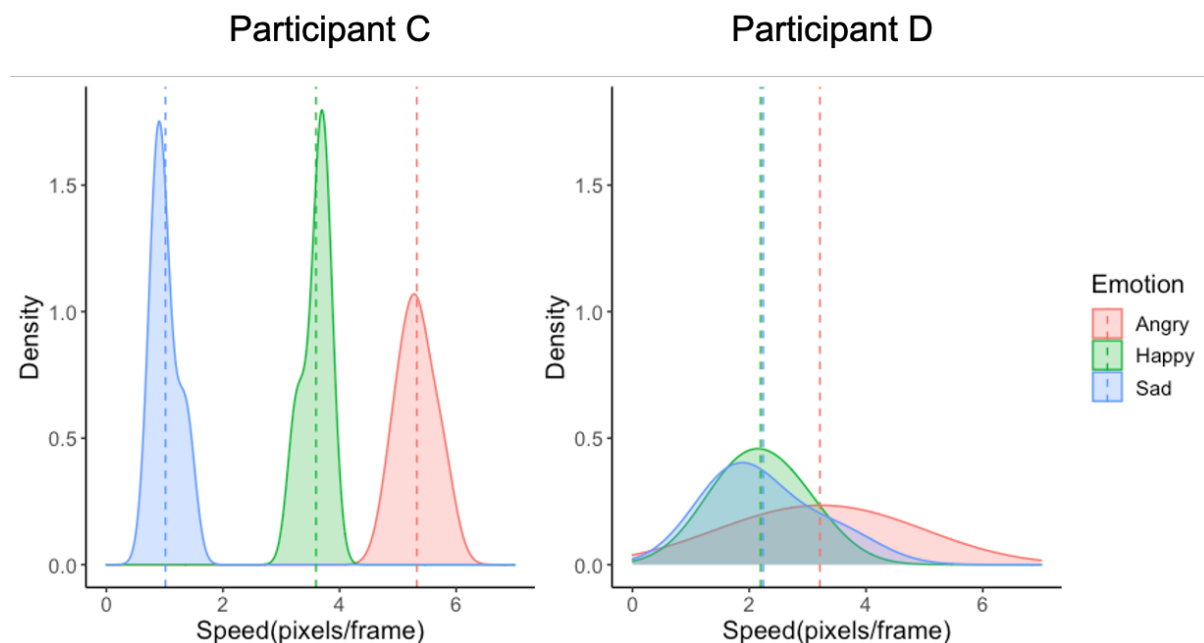 Participant C
Participant D
1.5
1.0
0.5
0.0
Density
0
2
4
6
Speed(pixels/frame)
1.5
1.0
0.5
0.0
Density
0
2
4
6
Speed(pixels/frame)
Emotion
Angry
Happy
Sad